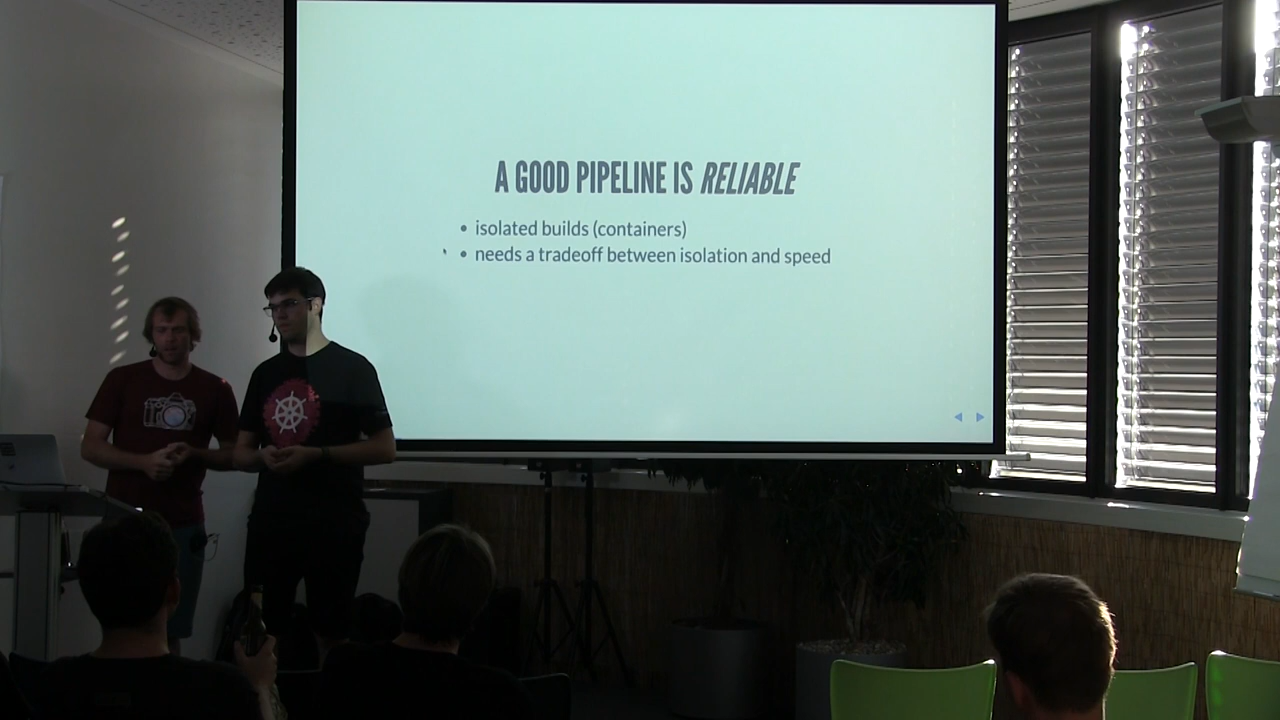 A GOOD PIPELINE IS RELIABLE
• isolated builds (containers)
• needs a tradeoff between isolation and speed